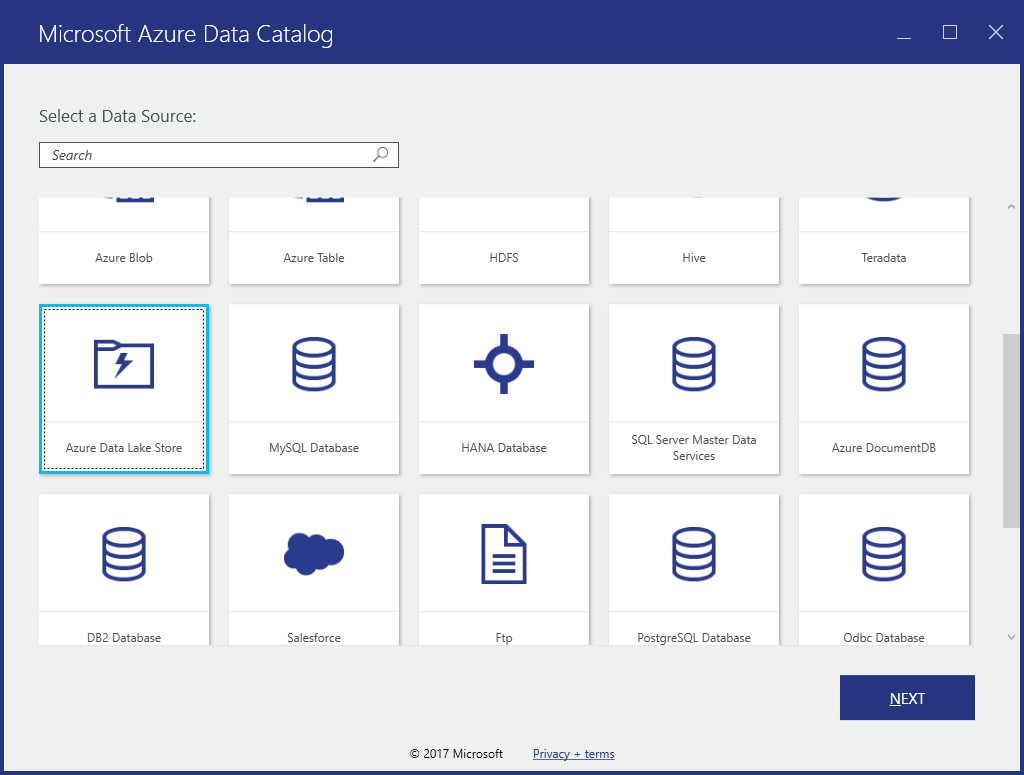 Microsoft Azure Data Catalog
Select a Data Source:
Search
Azure Blob
Azure Table
HDFS
Hive
Teradata
Azure Data Lake Store
MySQL Database
HANA Database
SQL Server Master Data
Services
Azure DocumentDB
DB2 Database
Salesforce
Ftp
PostgreSQL Database
Odbc Database
NEXT
© 2017 Microsoft
Privacy + terms